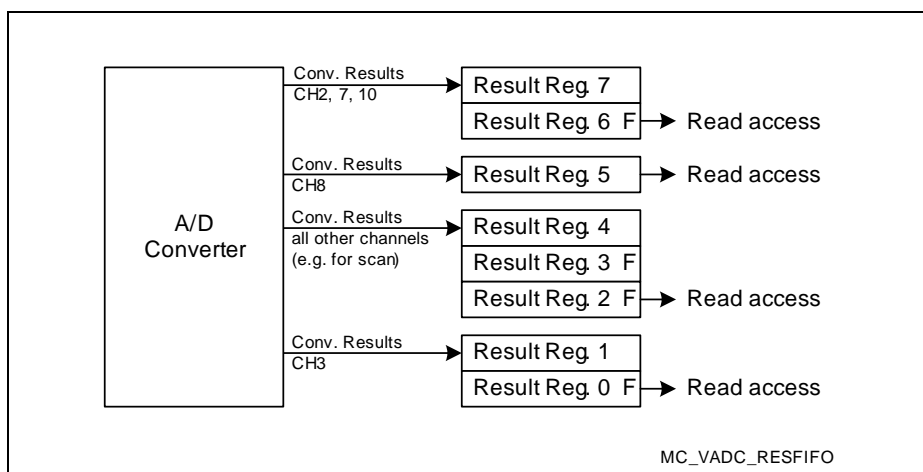 A/D
Converter
Conv. Results
CH2, 7, 10
Result Reg. 7
Result Reg. 6 F
Read access
Conv. Results
CH8
Result Reg. 5
Read access
Conv. Results
all other channels
(e.g. for scan)
Result Reg. 4
Result Reg. 3 F
Result Reg. 2 F
Read access
Conv. Results
CH3
Result Reg. 1
Result Reg. 0 F
Read access
MC_VADC_RESFIFO